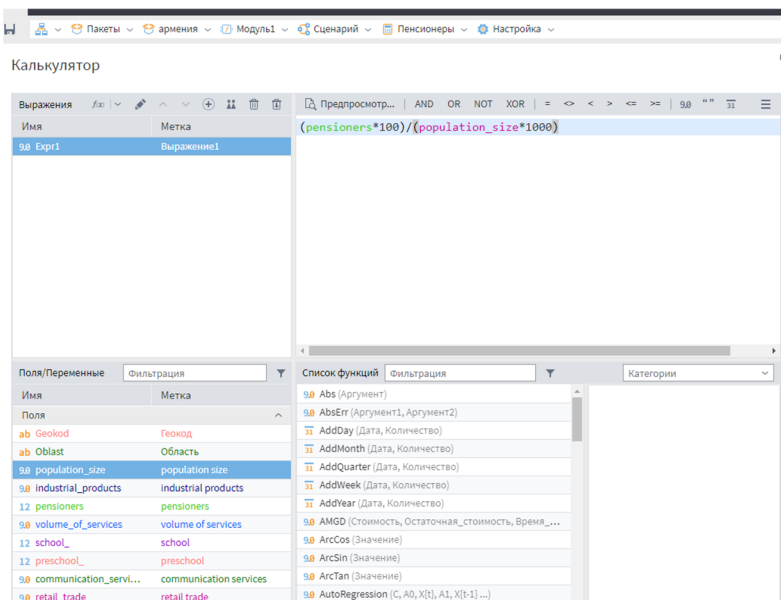 Пакеты армения Модуль1 Сценарий Пенсионеры Настройка
Калькулятор
Выражения f(x) Предпросмотр... AND OR NOT XOR = <> < > <= >= 9.0 “ ” 31
Имя Метка
(pensioners*100)/(population_size*1000)
9.0 Expr1 Выражение1
Поля/Переменные Фильтрация Список функций Фильтрация Категории
Имя Метка
Поля
ab Geokod Геокод
ab Oblast Область
9.0 population_size population size
9.0 industrial_products industrial products
12 pensioners pensioners
9.0 volume_of_services volume of services
12 school_ school
12 preschool_ preschool
9.0 communication_servi... communication services
9.0 retail_trade retail trade
9.0 Abs (Аргумент)
9.0 AbsErr (Аргумент1, Аргумент2)
31 AddDay (Дата, Количество)
31 AddMonth (Дата, Количество)
31 AddQuarter (Дата, Количество)
31 AddWeek (Дата, Количество)
31 AddYear (Дата, Количество)
9.0 AMGD (Стоимость, Остаточная_стоимость, Время_...
9.0 ArcCos (Значение)
9.0 ArcSin (Значение)
9.0 ArcTan (Значение)
9.0 AutoRegression (C, A0, X[t], A1, X[t-1] ...)